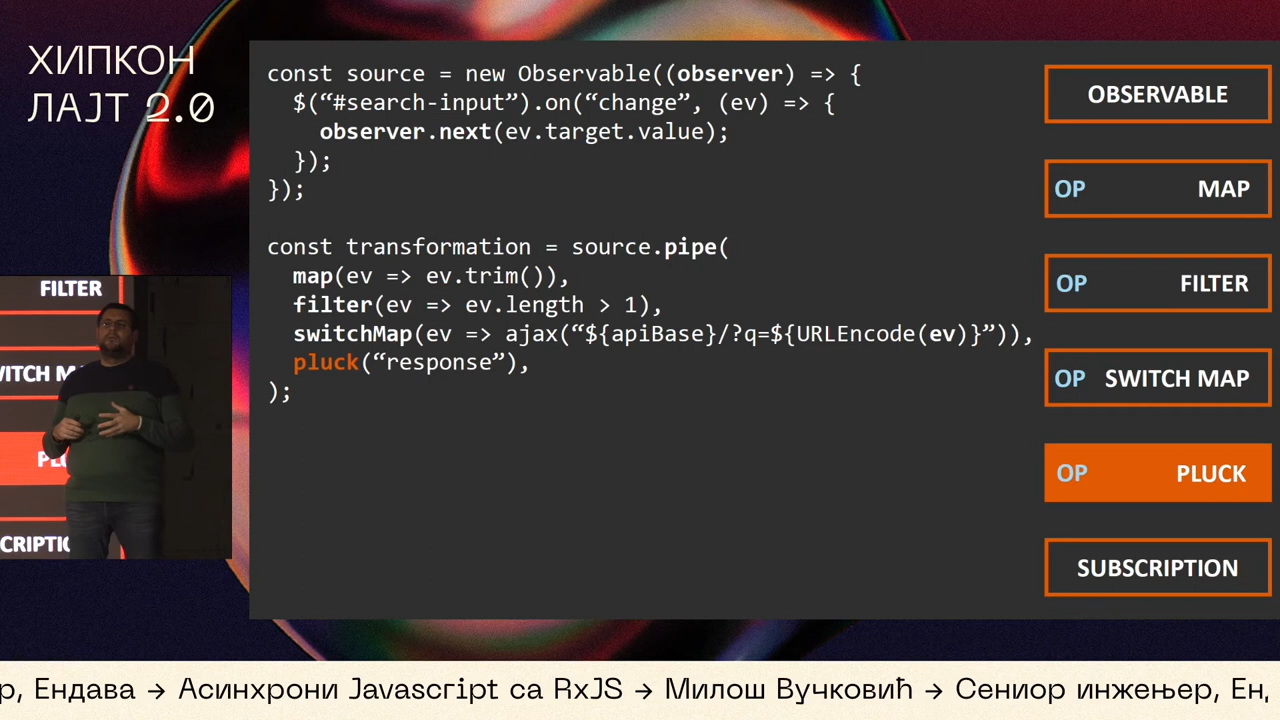 ХИПКОН
ЛАЈТ 2.0
const source = new Observable((observer) => {
$(“#search-input”).on(“change”, (ev) => {
observer.next(ev.target.value);
});
});
const transformation = source.pipe(
map(ev => ev.trim()),
filter(ev => ev.length > 1),
switchMap(ev => ajax(“${apiBase}/?q=${URLEncode(ev)}”)),
pluck(“response”),
);
OBSERVABLE
OP MAP
OP FILTER
OP SWITCH MAP
OP PLUCK
SUBSCRIPTION
FILTER
р, Ендава → Асинхрони Javascript са RxJS → Милош Вучковић → Сениор инжењер, Ен